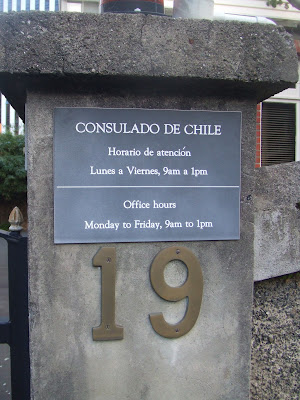 CONSULADO DE CHILE
Horario de atención
Lunes a Viernes, 9am a 1pm
Office hours
Monday to Friday, 9am to 1pm
19